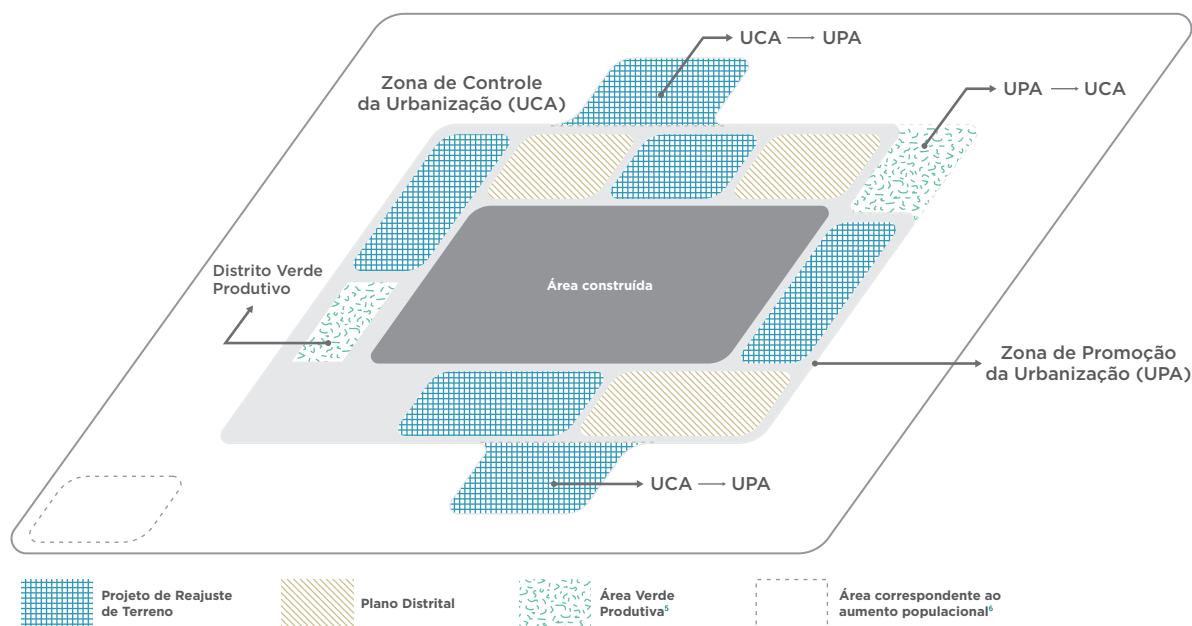 UCA → UPA
Zona de Controle
da Urbanização (UCA)
UPA → UCA
Distrito Verde
Produtivo
Área construída
Zona de Promoção
da Urbanização (UPA)
UCA → UPA
Projeto de Reajuste
de Terreno
Plano Distrital
Área Verde
Produtiva⁵
Área correspondente ao
aumento populacional⁶